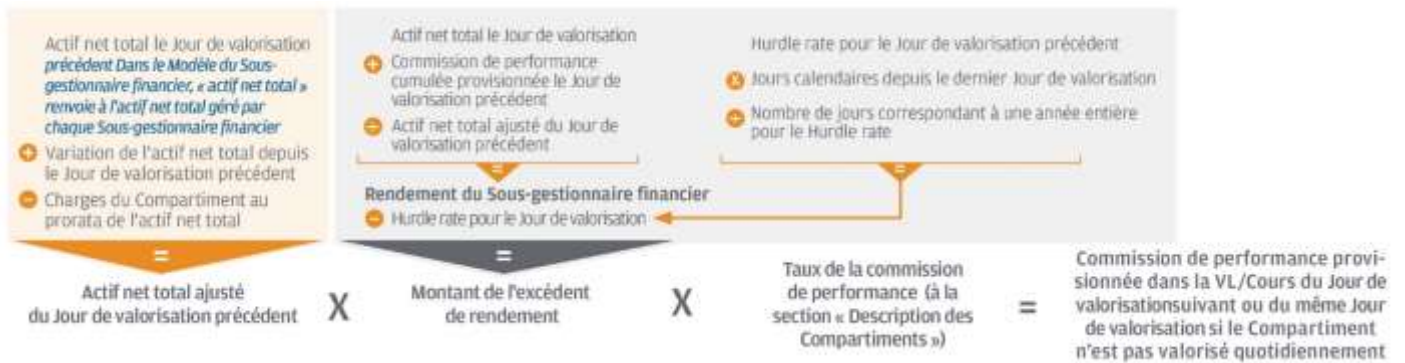 Actif net total le Jour de valorisation
précédent Dans le Modèle du Sous-
gestionnaire financier, « actif net total »
renvoie à l'actif net total géré par
chaque Sous-gestionnaire financier
+ Variation de l'actif net total depuis
le Jour de valorisation précédent
- Charges du Compartiment au
prorata de l'actif net total
=
Actif net total ajusté
du Jour de valorisation précédent
X
Actif net total le Jour de valorisation
+ Commission de performance
cumulée provisionnée le Jour de
valorisation précédent
Actif net total ajusté du Jour de
valorisation précédent
=
Rendement du Sous-gestionnaire financier
- Hurdle rate pour le Jour de valorisation
=
Montant de l'excédent
de rendement
Hurdle rate pour le Jour de valorisation précédent
x Jours calendaires depuis le dernier Jour de valorisation
Nombre de jours correspondant à une année entière
pour le Hurdle rate
=
X
Taux de la commission
de performance (à la
section « Description des
Compartiments »)
=
Commission de performance provi-
sionnée dans la VL/Cours du Jour de
valorisationsuivant ou du même Jour
de valorisation si le Compartiment
n'est pas valorisé quotidiennement